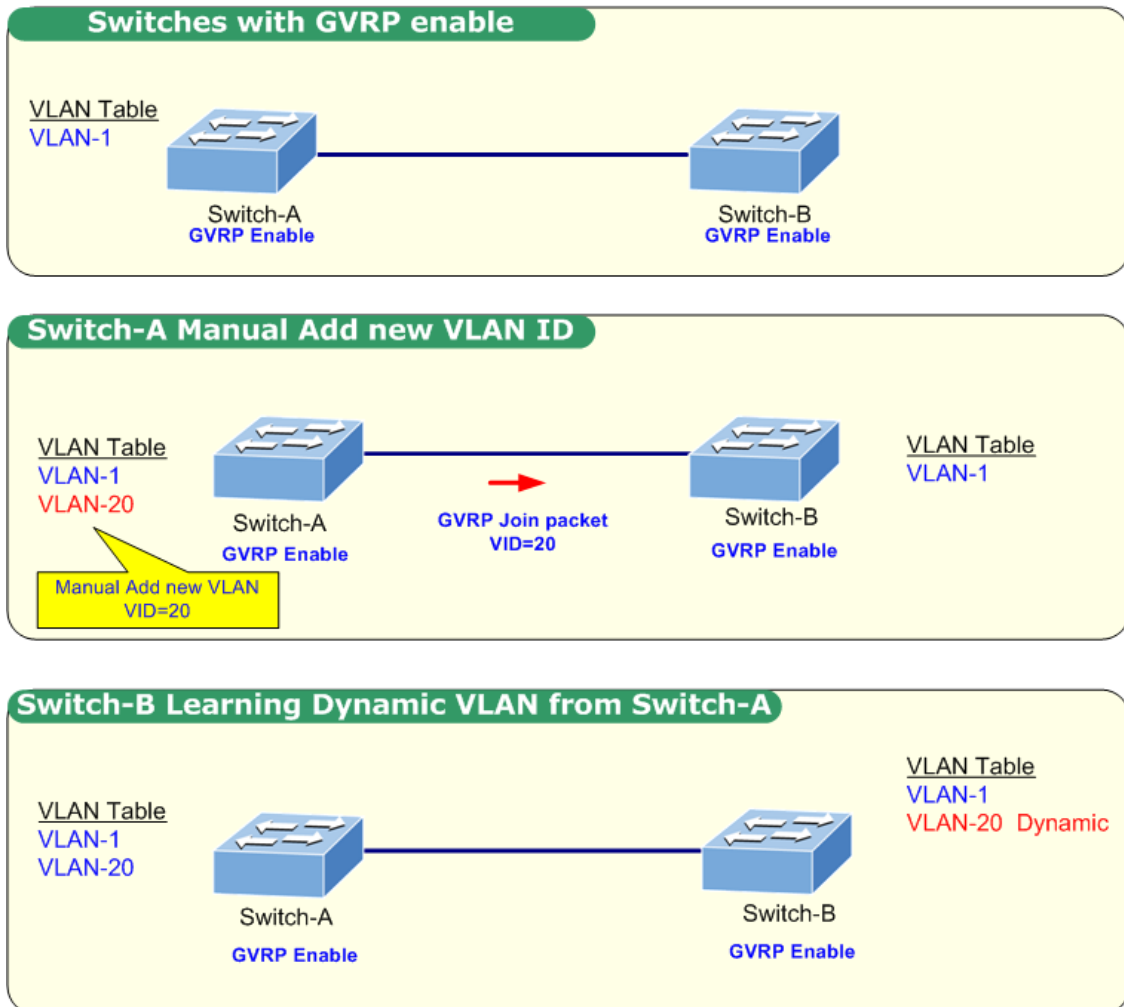 Switches with GVRP enable
VLAN Table
VLAN-1
Switch-A
GVRP Enable
Switch-B
GVRP Enable
Switch-A Manual Add new VLAN ID
VLAN Table
VLAN-1
VLAN-20
Manual Add new VLAN
VID=20
Switch-A
GVRP Enable
GVRP Join packet
VID=20
Switch-B
GVRP Enable
VLAN Table
VLAN-1
Switch-B Learning Dynamic VLAN from Switch-A
VLAN Table
VLAN-1
VLAN-20
Switch-A
GVRP Enable
Switch-B
GVRP Enable
VLAN Table
VLAN-1
VLAN-20 Dynamic